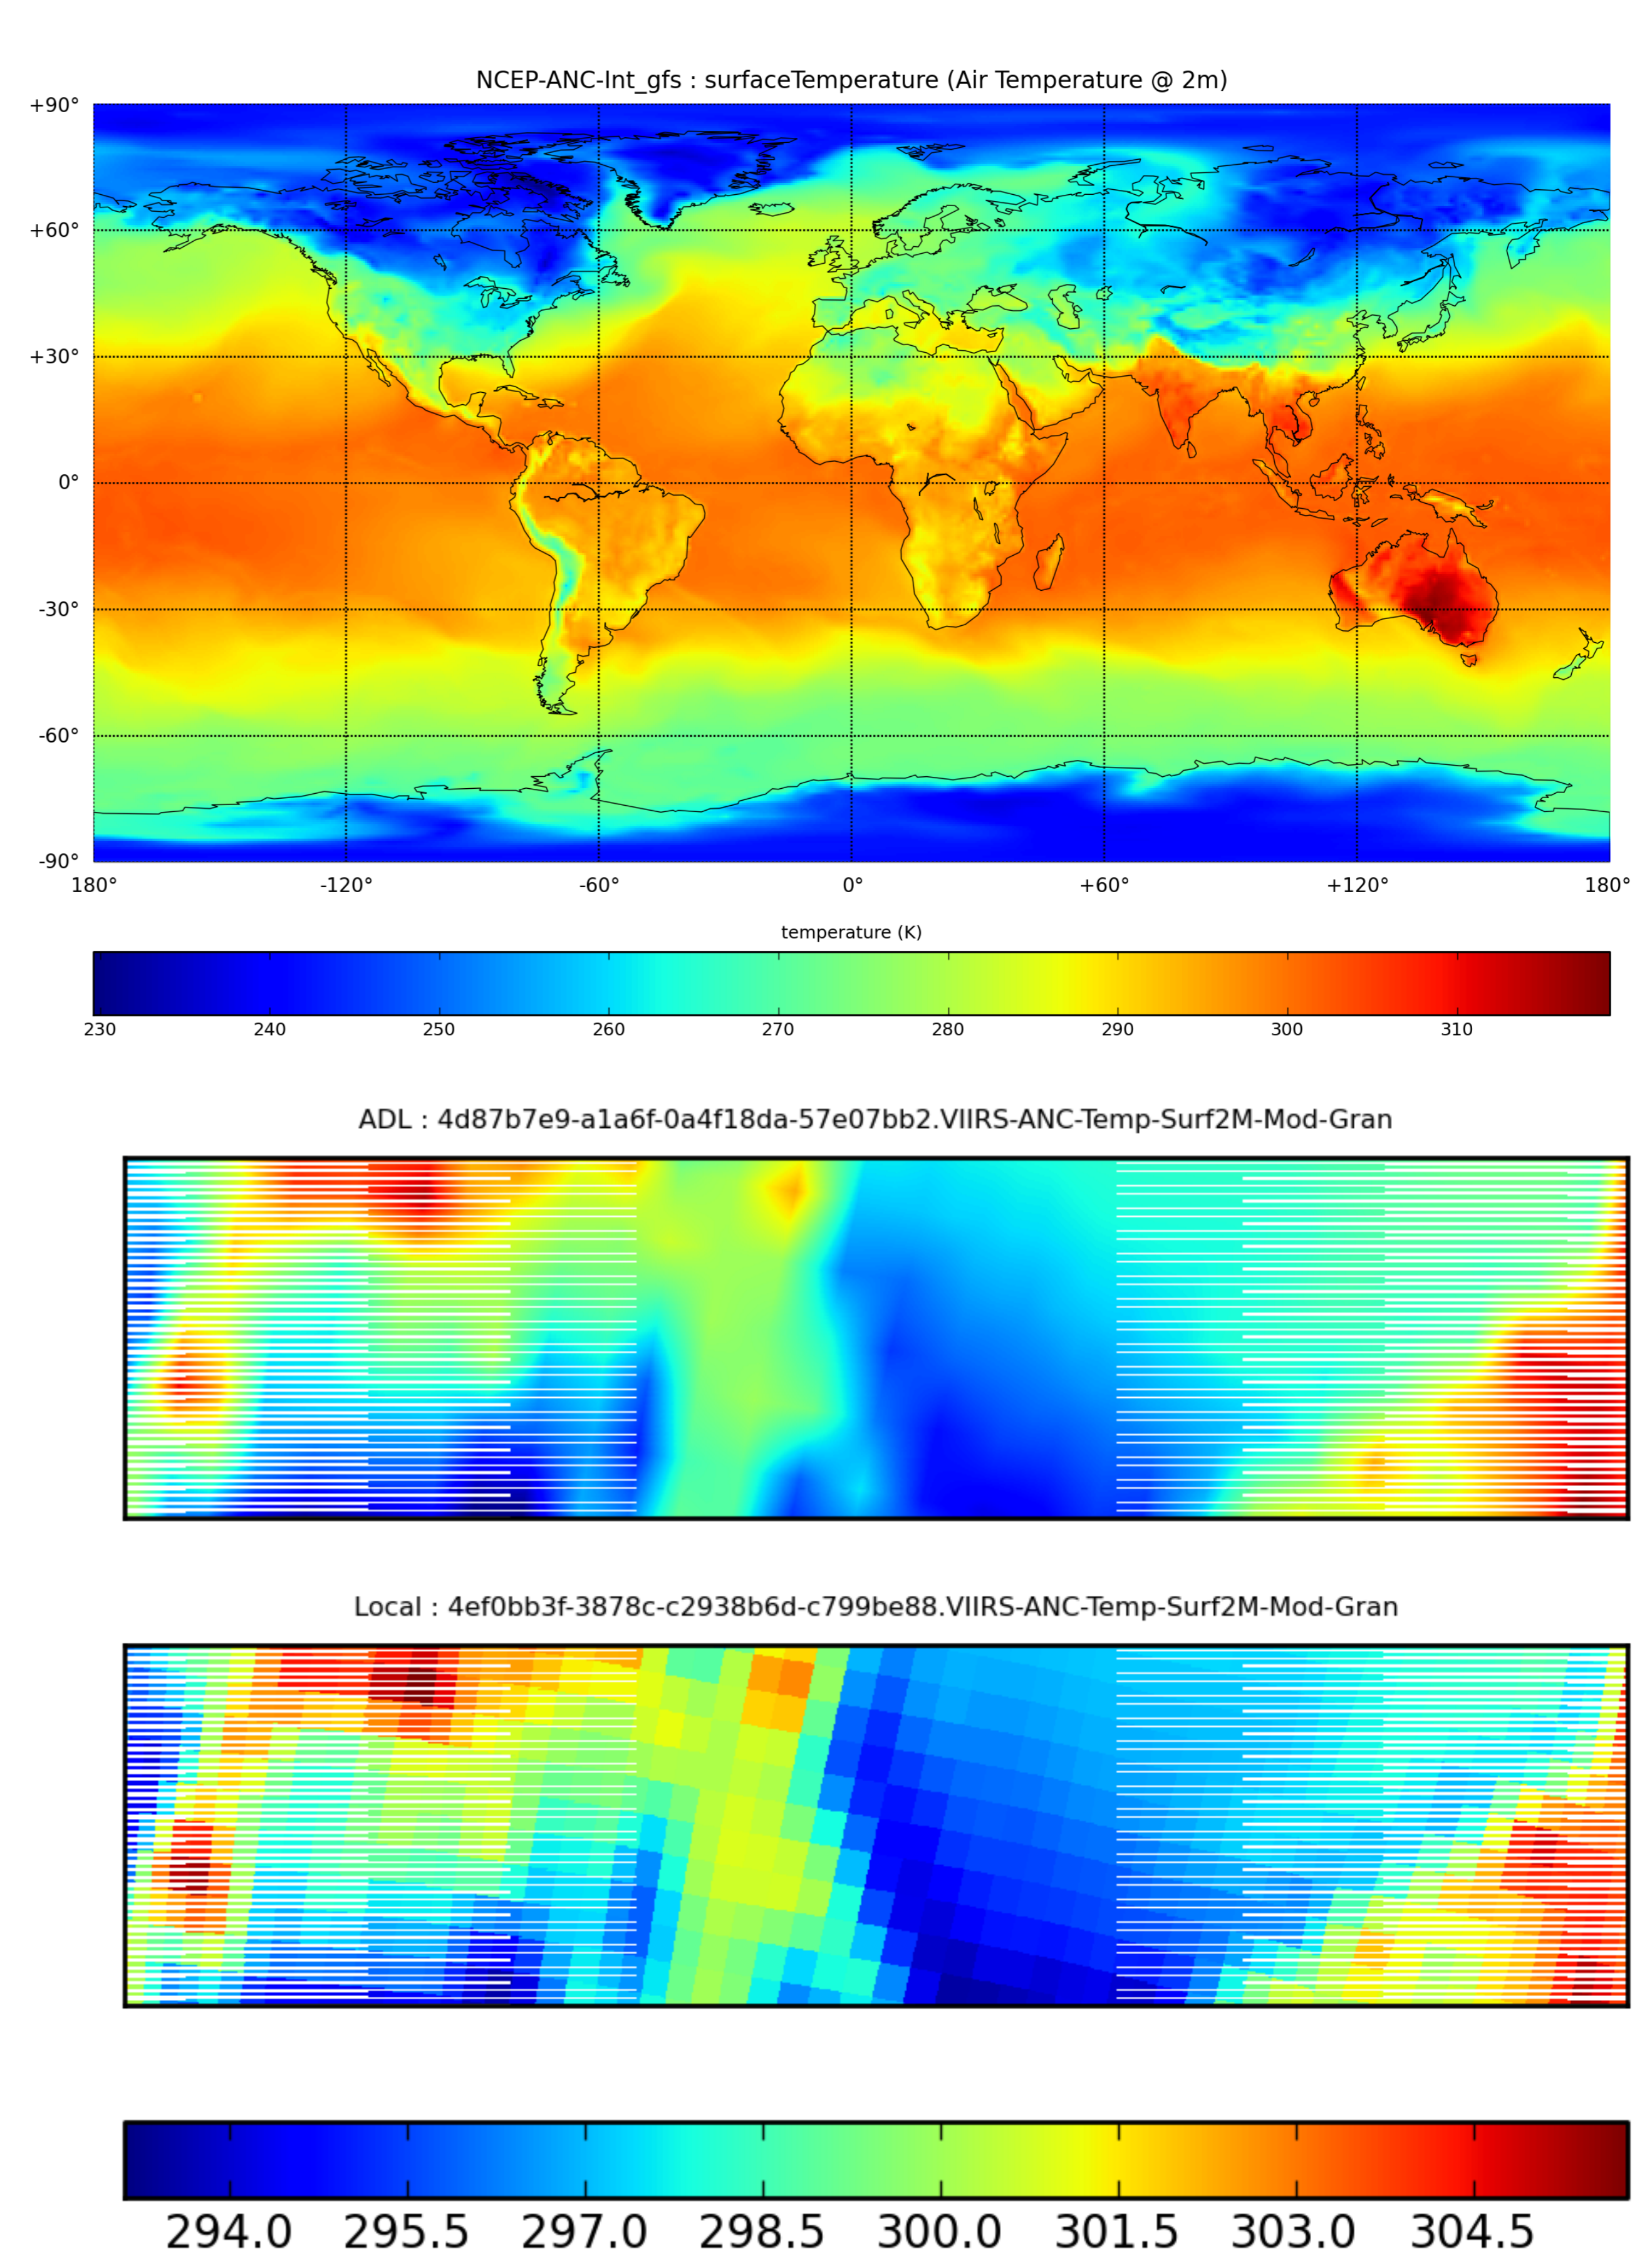 NCEP-ANC-Int_gfs : surfaceTemperature (Air Temperature @ 2m)
+90°
+60°
+30°
0°
-30°
-60°
-90°
180° -120° -60° 0° +60° +120° 180°
temperature (K)
230 240 250 260 270 280 290 300 310
ADL : 4d87b7e9-a1a6f-0a4f18da-57e07bb2.VIIRS-ANC-Temp-Surf2M-Mod-Gran
Local : 4ef0bb3f-3878c-c2938b6d-c799be88.VIIRS-ANC-Temp-Surf2M-Mod-Gran
294.0 295.5 297.0 298.5 300.0 301.5 303.0 304.5